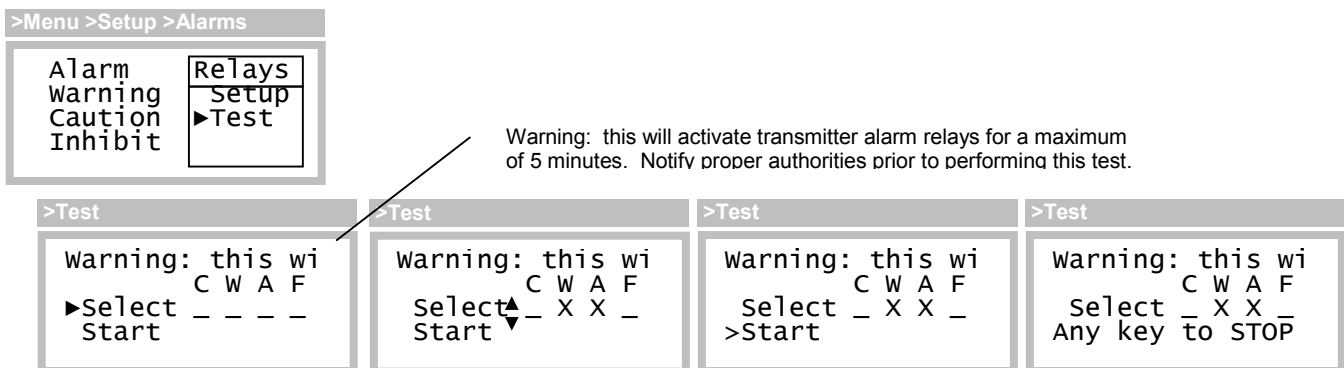 >Menu >Setup >Alarms
Alarm Relays
Warning Setup
Caution ►Test
Inhibit
Warning: this will activate transmitter alarm relays for a maximum
of 5 minutes. Notify proper authorities prior to performing this test.
>Test
Warning: this wi
C W A F
►Select _ _ _ _
Start
>Test
Warning: this wi
C W A F
Select _ X X _
Start
>Test
Warning: this wi
C W A F
Select _ X X _
>Start
>Test
Warning: this wi
C W A F
Select _ X X _
Any key to STOP